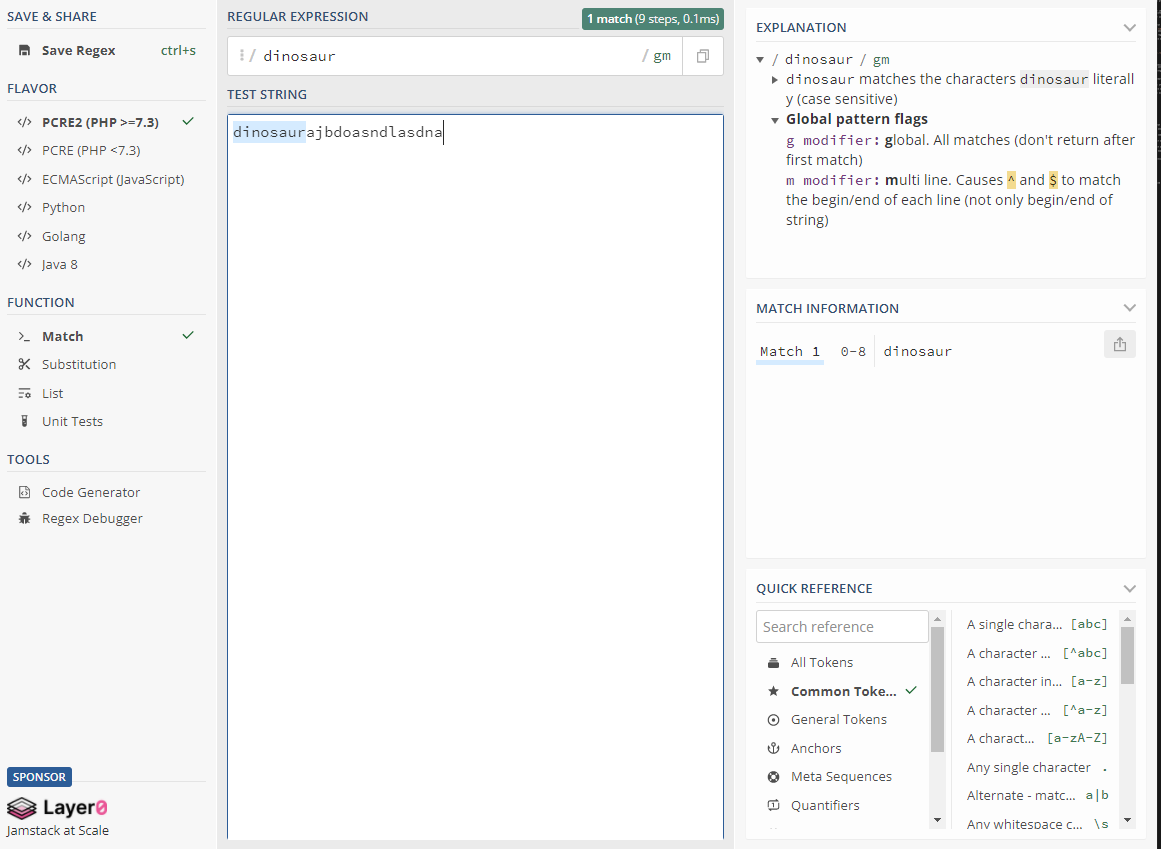 SAVE & SHARE
Save Regex ctrl+s
FLAVOR
</> PCRE2 (PHP >=7.3)
</> PCRE (PHP <7.3)
</> ECMAScript (JavaScript)
</> Python
</> Golang
</> Java 8
FUNCTION
Match
Substitution
List
Unit Tests
TOOLS
Code Generator
Regex Debugger
SPONSOR
Layer0
Jamstack at Scale
REGULAR EXPRESSION
1 match (9 steps, 0.1ms)
/ dinosaur / gm
TEST STRING
dinosaurajbdoasndlasdna
EXPLANATION
/ dinosaur / gm
dinosaur matches the characters dinosaur literall
y (case sensitive)
Global pattern flags
g modifier: global. All matches (don't return after
first match)
m modifier: multi line. Causes ^ and $ to match
the begin/end of each line (not only begin/end of
string)
MATCH INFORMATION
Match 1 0-8 dinosaur
QUICK REFERENCE
Search reference
All Tokens
Common Toke...
General Tokens
Anchors
Meta Sequences
Quantifiers
A single chara... [abc]
A character ... [^abc]
A character in... [a-z]
A character ... [^a-z]
A charact... [a-zA-Z]
Any single character .
Alternate - matc... a|b
Any whitespace c... \s